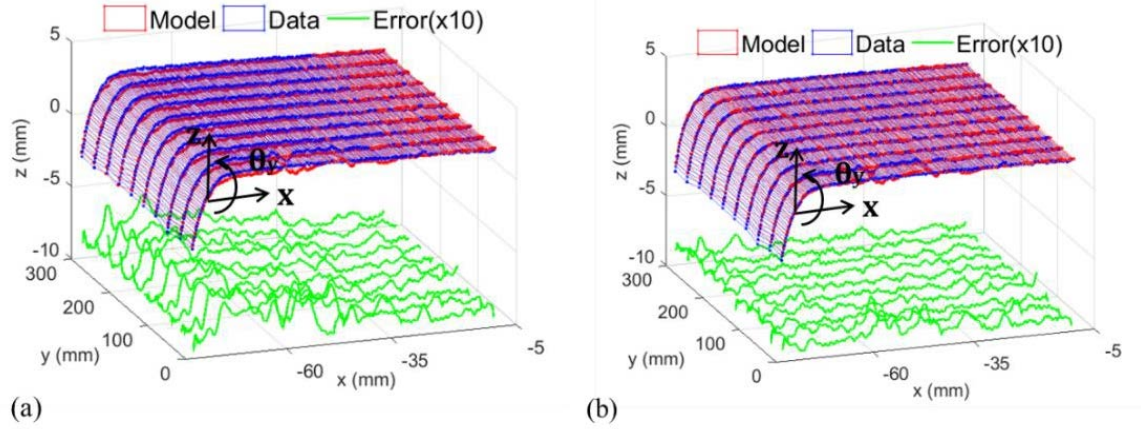 Model Data Error(x10)
5
0
-5
-10
z (mm)
300
200
100
0
y (mm)
-60
-35
-5
x (mm)
z
θy
x
(a)
Model Data Error(x10)
5
0
-5
-10
z (mm)
300
200
100
0
y (mm)
-60
-35
-5
x (mm)
z
θy
x
(b)